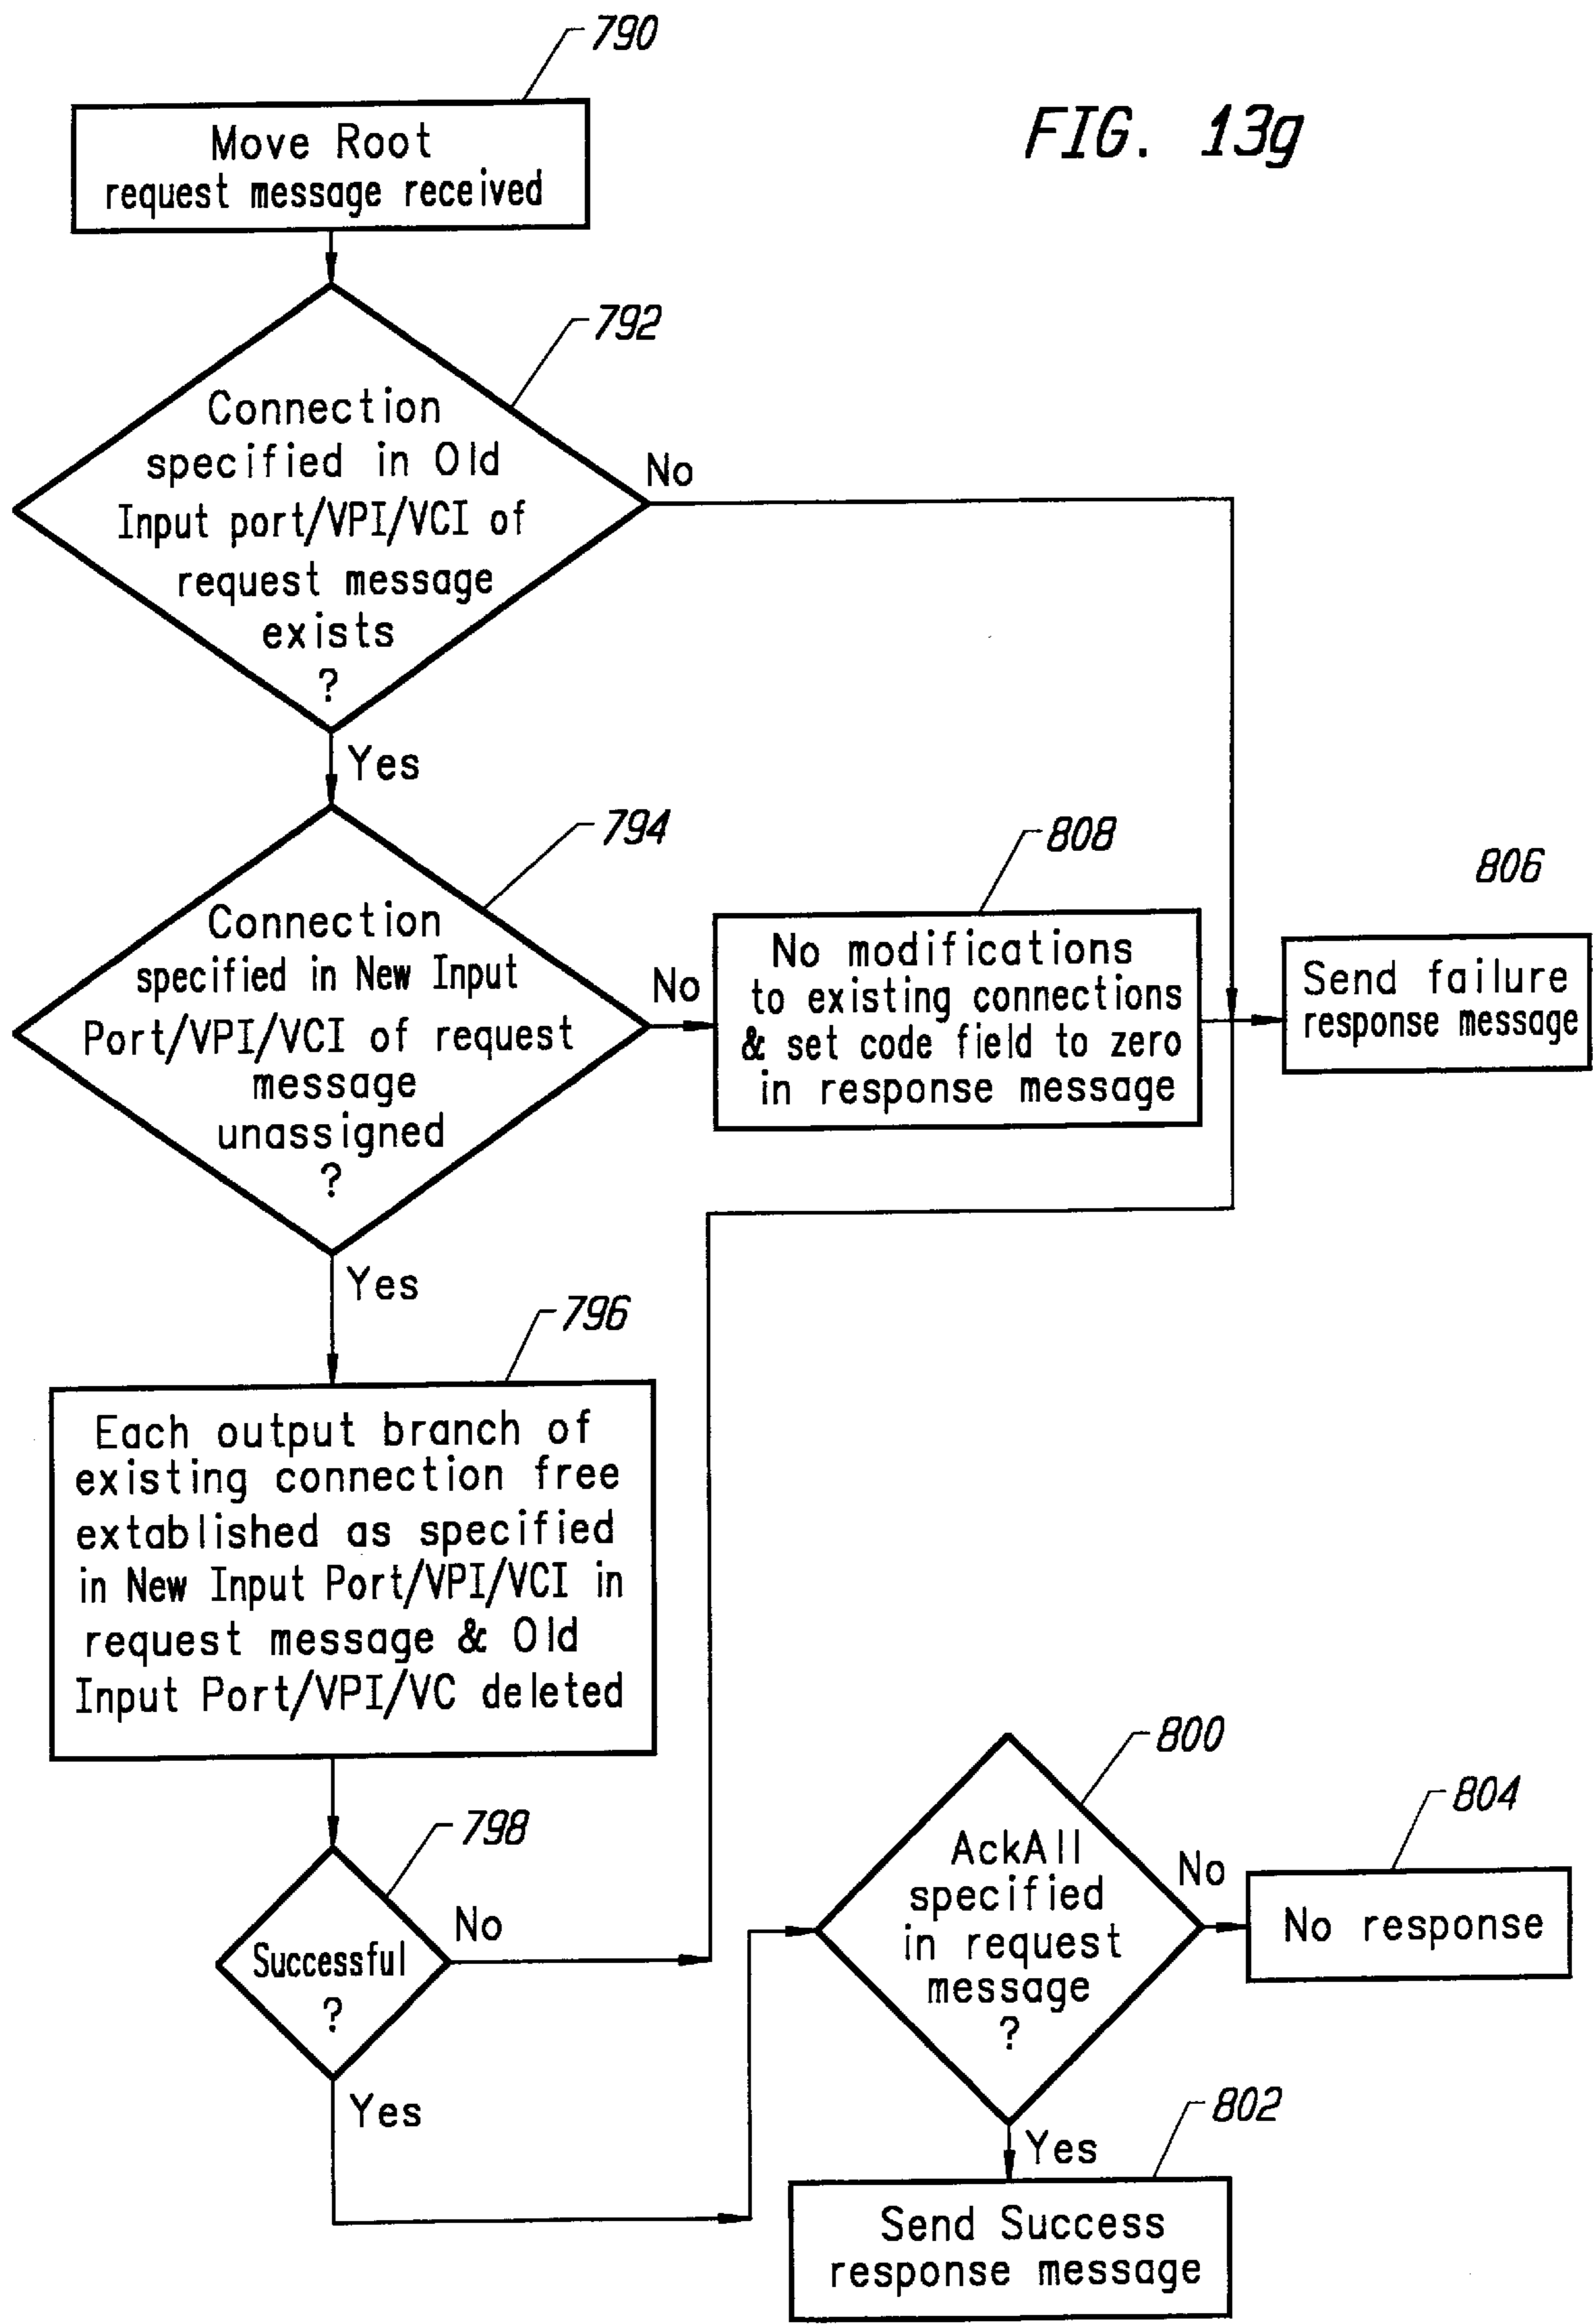 790
FIG. 13g
Move Root
request message received
792
Connection
specified in Old
Input port/VPI/VCI of
request message
exists
?
No
Yes
794
Connection
specified in New Input
Port/VPI/VCI of request
message
unassigned
?
No
808
No modifications
to existing connections
& set code field to zero
in response message
806
Send failure
response message
Yes
796
Each output branch of
existing connection free
extablished as specified
in New Input Port/VPI/VCI in
request message & Old
Input Port/VPI/VC deleted
798
Successful
?
No
Yes
800
AckAll
specified
in request
message
?
No
804
No response
Yes
802
Send Success
response message